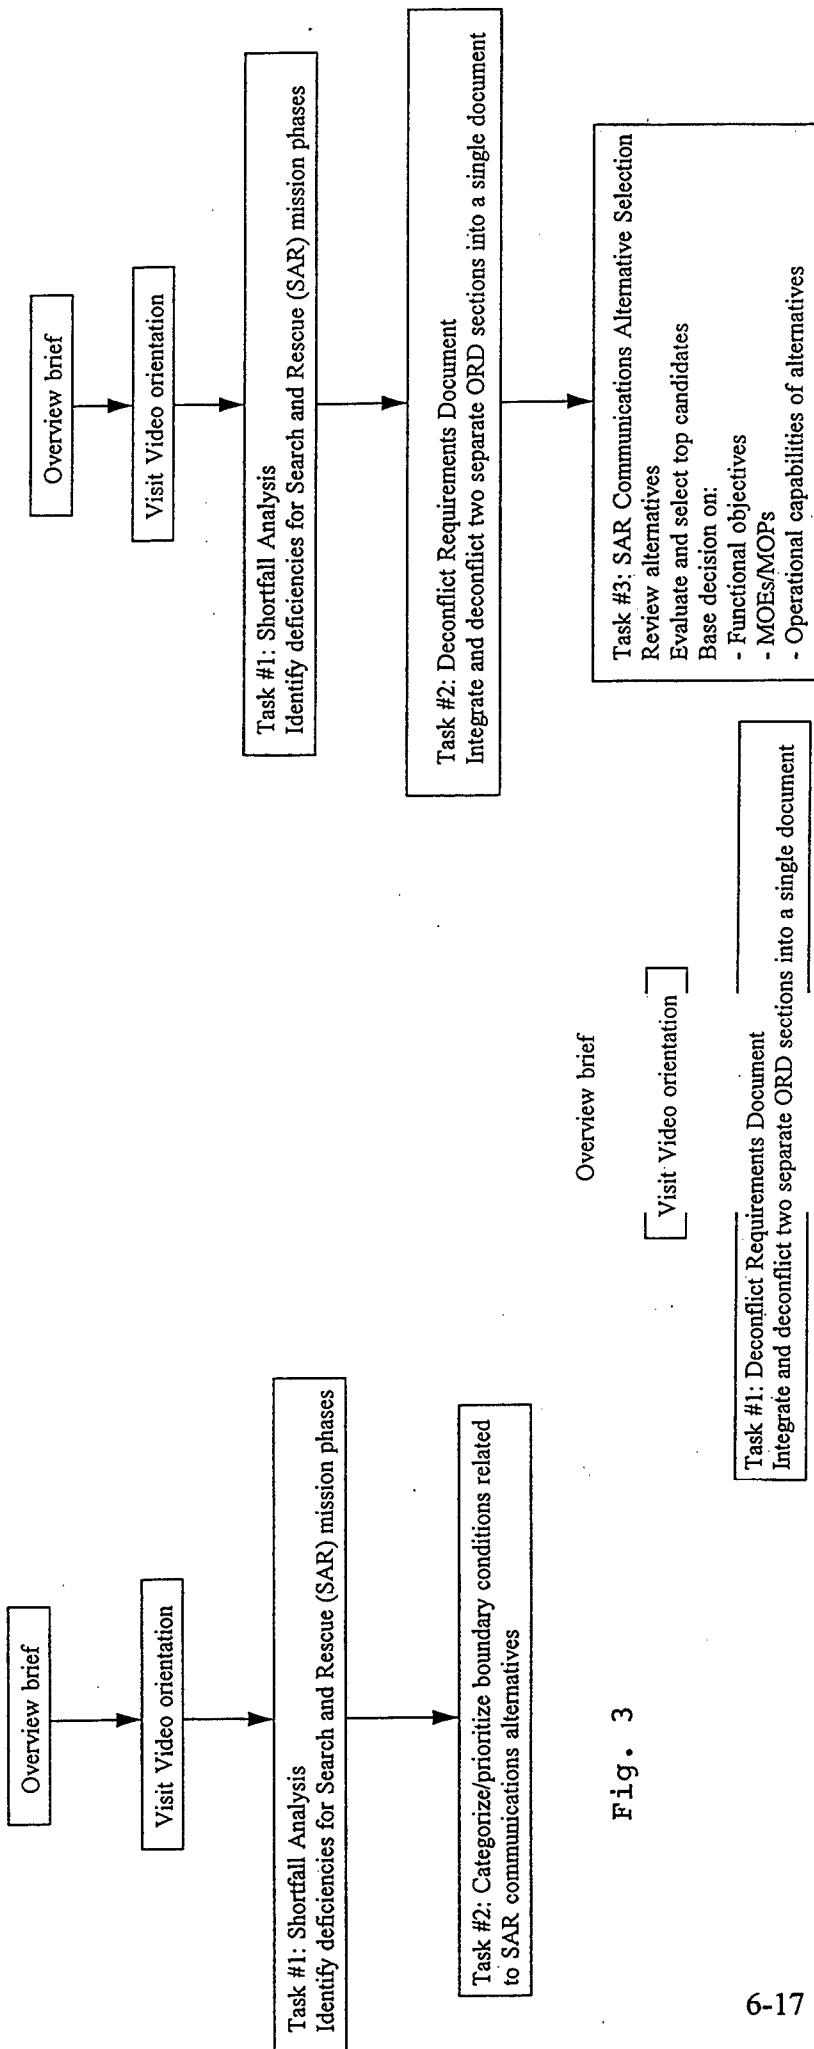 Overview brief
Visit Video orientation
Task #1: Shortfall Analysis
Identify deficiencies for Search and Rescue (SAR) mission phases
Task #2: Categorize/prioritize boundary conditions related
to SAR communications alternatives
Fig. 3
Overview brief
Visit Video orientation
Task #1: Deconflict Requirements Document
Integrate and deconflict two separate ORD sections into a single document
Overview brief
Visit Video orientation
Task #1: Shortfall Analysis
Identify deficiencies for Search and Rescue (SAR) mission phases
Task #2: Deconflict Requirements Document
Integrate and deconflict two separate ORD sections into a single document
Task #3: SAR Communications Alternative Selection
Review alternatives
Evaluate and select top candidates
Base decision on:
- Functional objectives
- MOEs/MOPs
- Operational capabilities of alternatives
6-17